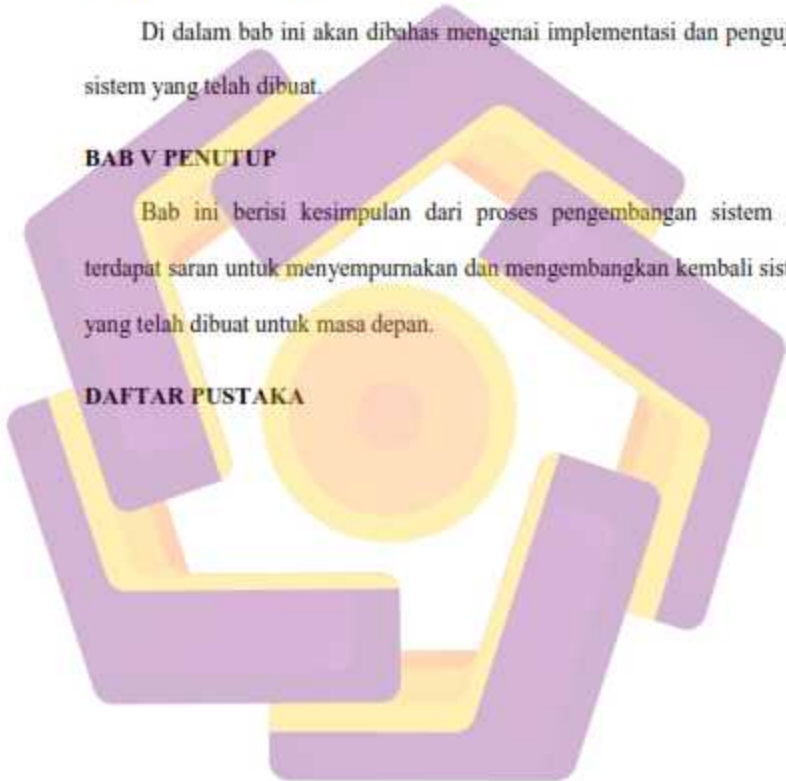 Di dalam bab ini akan dibahas mengenai implementasi dan
sistem yang telah dibuat.
BAB V PENUTUP
Bab ini berisi kesimpulan dari proses pengembangan sistem
terdapat saran untuk menyempurnakan dan mengembangkan kembali
yang telah dibuat untuk masa depan.
DAFTAR PUSTAKA